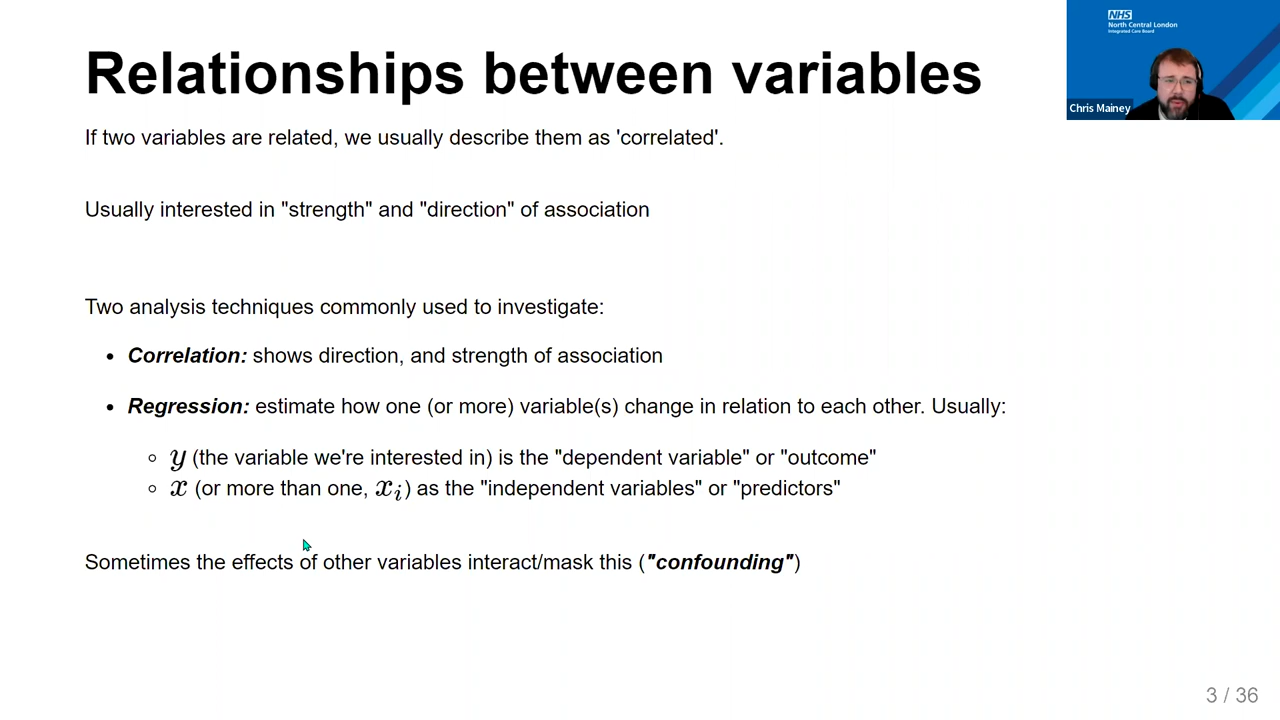 Relationships between variables
If two variables are related, we usually describe them as 'correlated'.
Usually interested in "strength" and "direction" of association
Two analysis techniques commonly used to investigate:
• Correlation: shows direction, and strength of association
• Regression: estimate how one (or more) variable(s) change in relation to each other. Usually:
◦ y (the variable we're interested in) is the "dependent variable" or "outcome"
◦ x (or more than one, xᵢ) as the "independent variables" or "predictors"
Sometimes the effects of other variables interact/mask this ("confounding")
3 / 36
NHS
North Central London
Integrated Care Board
Chris Mainey